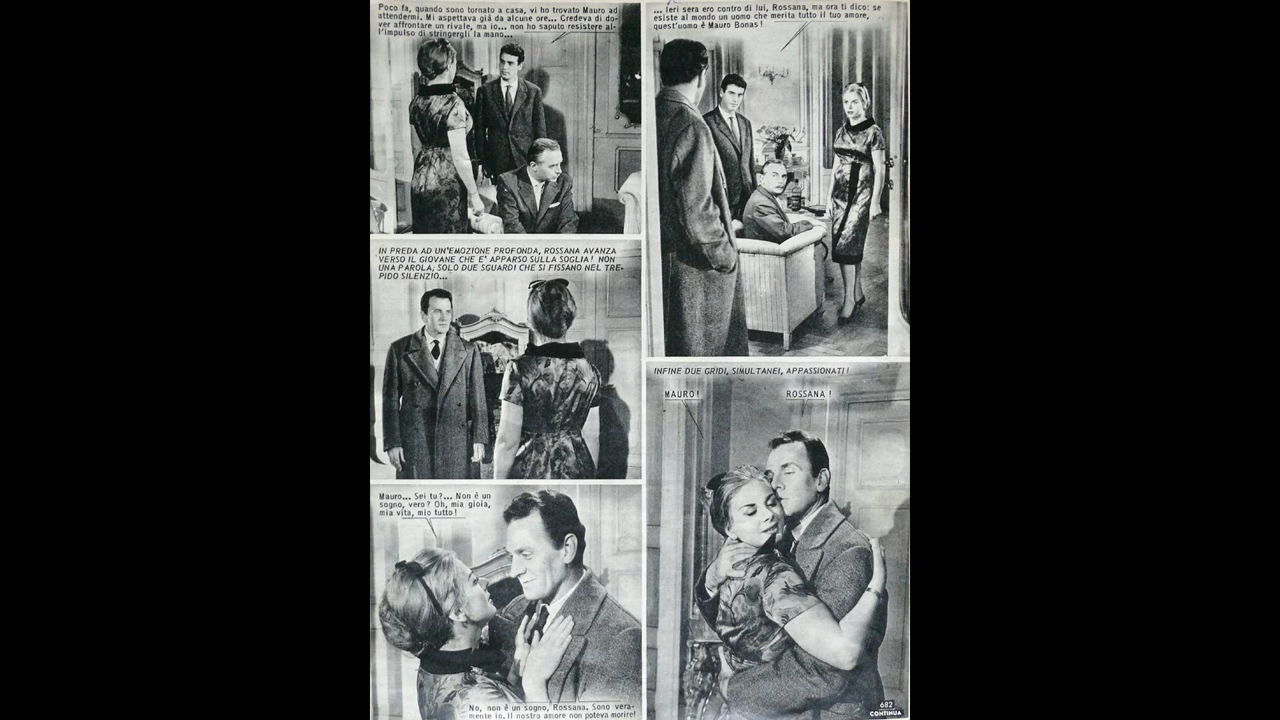 Poco fa, quando sono tornato a casa, vi ho trovato Mauro ad
attendermi. Mi aspettava già da alcune ore... Credeva di do-
ver affrontare un rivale, ma io... non ho saputo resistere al-
l'impulso di stringergli la mano...
... Ieri sera ero contro di lui, Rossana, ma ora ti dico: se
esiste al mondo un uomo che merita tutto il tuo amore,
quest'uomo è Mauro Bonas!
IN PREDA AD UN'EMOZIONE PROFONDA, ROSSANA AVANZA
VERSO IL GIOVANE CHE E' APPARSO SULLA SOGLIA! NON
UNA PAROLA, SOLO DUE SGUARDI CHE SI FISSANO NEL TRE-
PIDO SILENZIO...
INFINE DUE GRIDI, SIMULTANEI, APPASSIONATI!
MAURO!
ROSSANA!
Mauro... Sei tu?... Non è un
sogno, vero? Oh, mia gioia,
mia vita, mio tutto!
No, non è un sogno, Rossana. Sono vera-
mente io. Il nostro amore non poteva morire!
682
CONTINUA